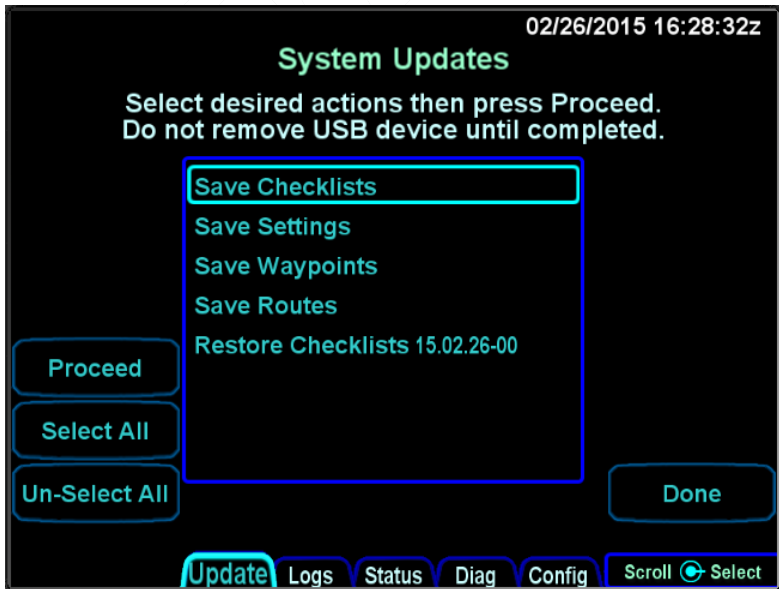 02/26/2015 16:28:32z
System Updates
Select desired actions then press Proceed.
Do not remove USB device until completed.
Save Checklists
Save Settings
Save Waypoints
Save Routes
Restore Checklists 15.02.26-00
Proceed
Select All
Un-Select All
Done
Update Logs Status Diag Config Scroll Select